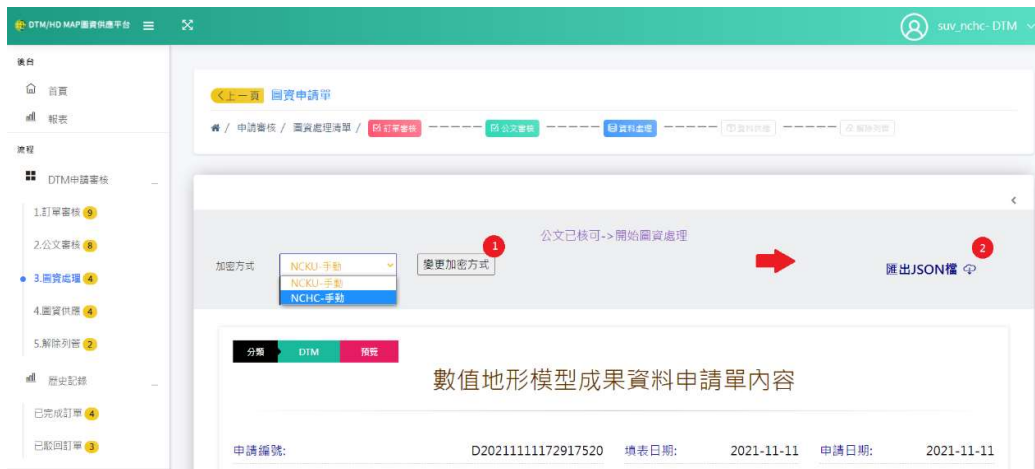 DTM/HD MAP圖資供應平台
suv_nchc- DTM
後台
首頁
報表
流程
DTM申請審核
1.訂單審核 9
2.公文審核 8
3.圖資處理 4
4.圖資供應 4
5.解除列管 2
歷史記錄
已完成訂單 4
已駁回訂單 3
上一頁 圖資申請單
/ 申請審核 / 圖資處理清單 / 訂單審核 ----- 公文審核 ----- 資料處理 ----- ----- 解除列管
公文已核可->開始圖資處理
1
2
加密方式 NCKU-手動 變更加密方式 匯出JSON檔
NCKU-手動
NCHC-手動
分類 DTM 預覽
數值地形模型成果資料申請單內容
申請編號: D20211111172917520 填表日期: 2021-11-11 申請日期: 2021-11-11